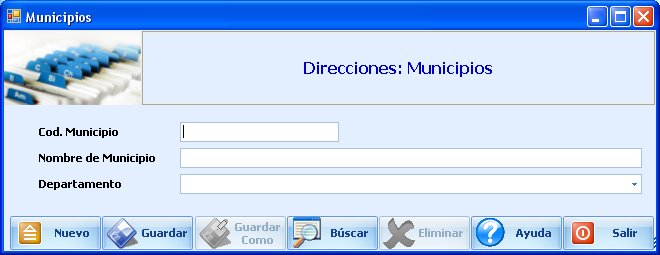 Municipios
Direcciones: Municipios
Cod. Municipio
Nombre de Municipio
Departamento
Nuevo
Guardar
Guardar
Como
Búscar
Eliminar
Ayuda
Salir